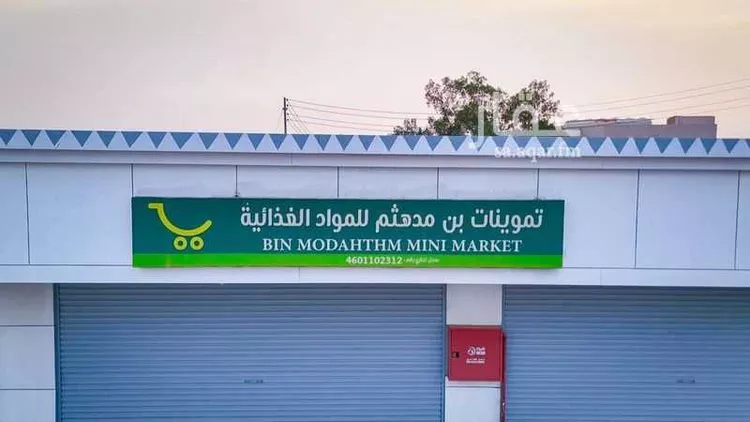 عقار
sa.aqar.fm
تموينات بن مدهثم للمواد الغذائية
BIN MODAHTHM MINI MARKET
4601102312